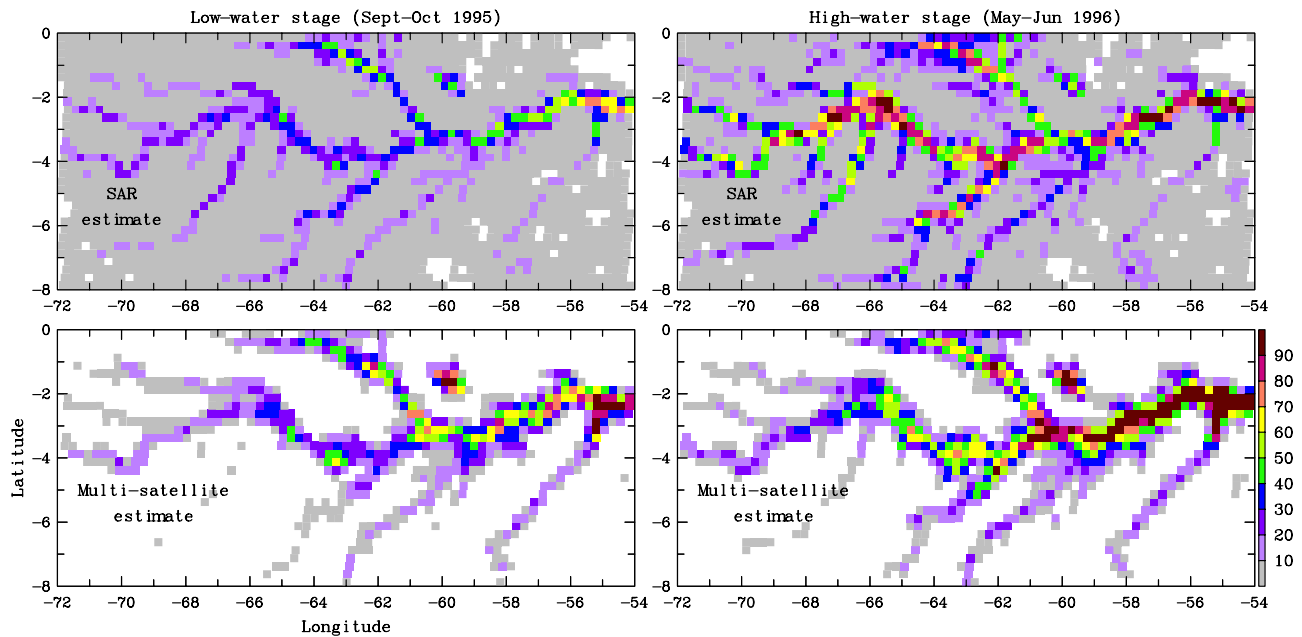 Low-water stage (Sept-Oct 1995)
High-water stage (May-Jun 1996)
0
-2
-4
-6
-8
SAR
estimate
-72 -70 -68 -66 -64 -62 -60 -58 -56 -54
0
-2
-4
-6
-8
SAR
estimate
-72 -70 -68 -66 -64 -62 -60 -58 -56 -54
Latitude
0
-2
-4
-6
-8
Multi-satellite
estimate
-72 -70 -68 -66 -64 -62 -60 -58 -56 -54
Longitude
0
-2
-4
-6
-8
Multi-satellite
estimate
-72 -70 -68 -66 -64 -62 -60 -58 -56 -54
90
80
70
60
50
40
30
20
10